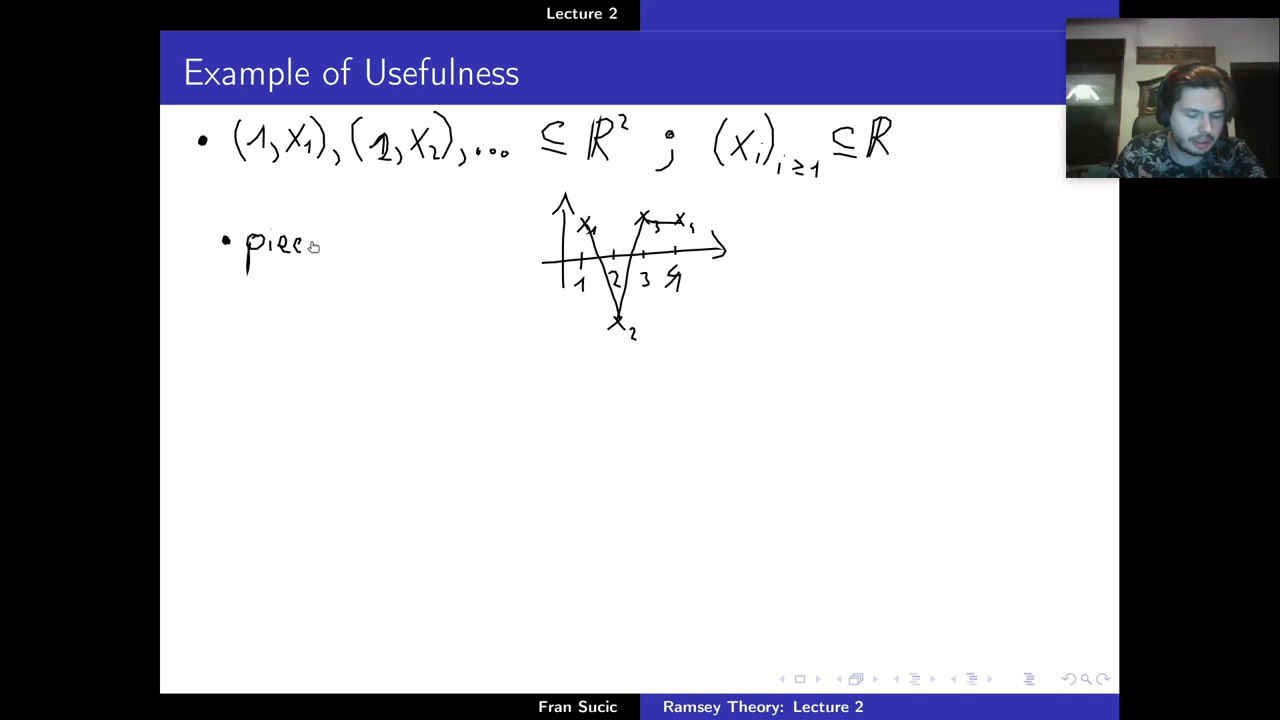 Lecture 2
Example of Usefulness
• (1, X₁), (2, X₂), ... ⊆ ℝ² ; (Xᵢ)ᵢ≥₁ ⊆ ℝ
X₁ X₃ X₄
• piec
1 2 3 4
X₂
Fran Sucic Ramsey Theory: Lecture 2